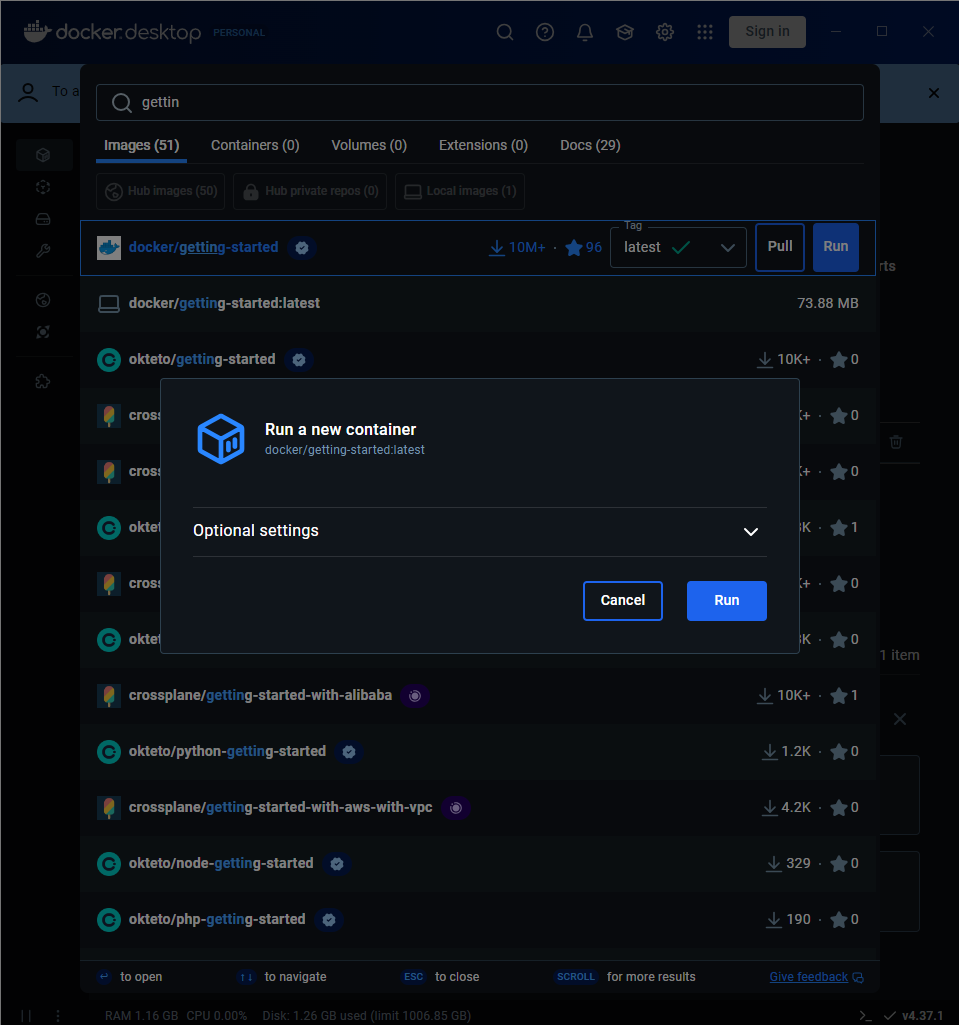 docker desktop PERSONAL Sign in
To a
gettin
Images (51) Containers (0) Volumes (0) Extensions (0) Docs (29)
Hub images (50) Hub private repos (0) Local images (1)
docker/getting-started 10M+ · 96 Tag latest Pull Run
rts
docker/getting-started:latest 73.88 MB
okteto/getting-started 10K+ · 0
cros K+ · 0
Run a new container
docker/getting-started:latest
cros K+ · 0
oktet K · 1
Optional settings
cros K+ · 0
Cancel Run
oktet K · 0
1 item
crossplane/getting-started-with-alibaba 10K+ · 1
okteto/python-getting-started 1.2K · 0
crossplane/getting-started-with-aws-with-vpc 4.2K · 0
okteto/node-getting-started 329 · 0
okteto/php-getting-started 190 · 0
↵ to open ↑↓ to navigate ESC to close SCROLL for more results Give feedback
RAM 1.16 GB CPU 0.00% Disk: 1.26 GB used (limit 1006.85 GB) >_ v4.37.1